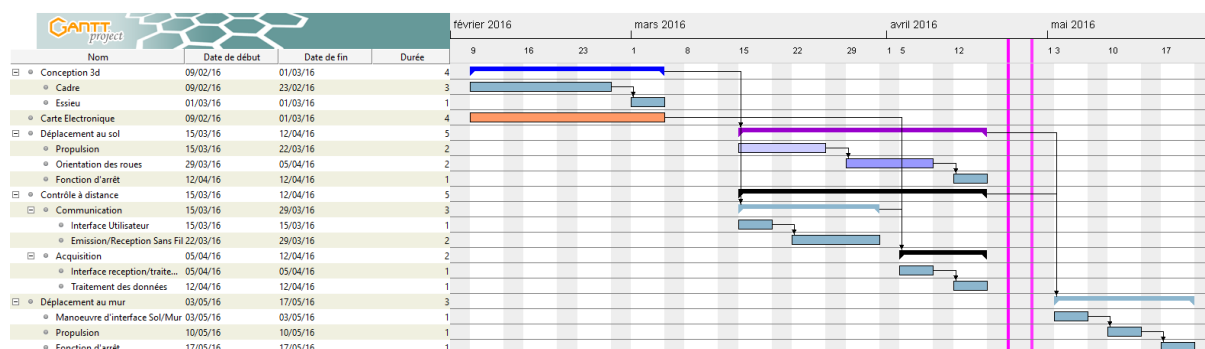 GANTT
project
février 2016 mars 2016 avril 2016 mai 2016
9 16 23 1 8 15 22 29 1 5 12 1 3 10 17
Nom Date de début Date de fin Durée
Conception 3d 09/02/16 01/03/16 4
Cadre 09/02/16 23/02/16 3
Essieu 01/03/16 01/03/16 1
Carte Electronique 09/02/16 01/03/16 4
Déplacement au sol 15/03/16 12/04/16 5
Propulsion 15/03/16 22/03/16 2
Orientation des roues 29/03/16 05/04/16 2
Fonction d'arrêt 12/04/16 12/04/16 1
Contrôle à distance 15/03/16 12/04/16 5
Communication 15/03/16 29/03/16 3
Interface Utilisateur 15/03/16 15/03/16 1
Emission/Reception Sans Fil 22/03/16 29/03/16 2
Acquisition 05/04/16 12/04/16 2
Interface reception/traite... 05/04/16 05/04/16 1
Traitement des données 12/04/16 12/04/16 1
Déplacement au mur 03/05/16 17/05/16 3
Manoeuvre d'interface Sol/Mur 03/05/16 03/05/16 1
Propulsion 10/05/16 10/05/16 1
Fonction d'arrêt 17/05/16 17/05/16 1